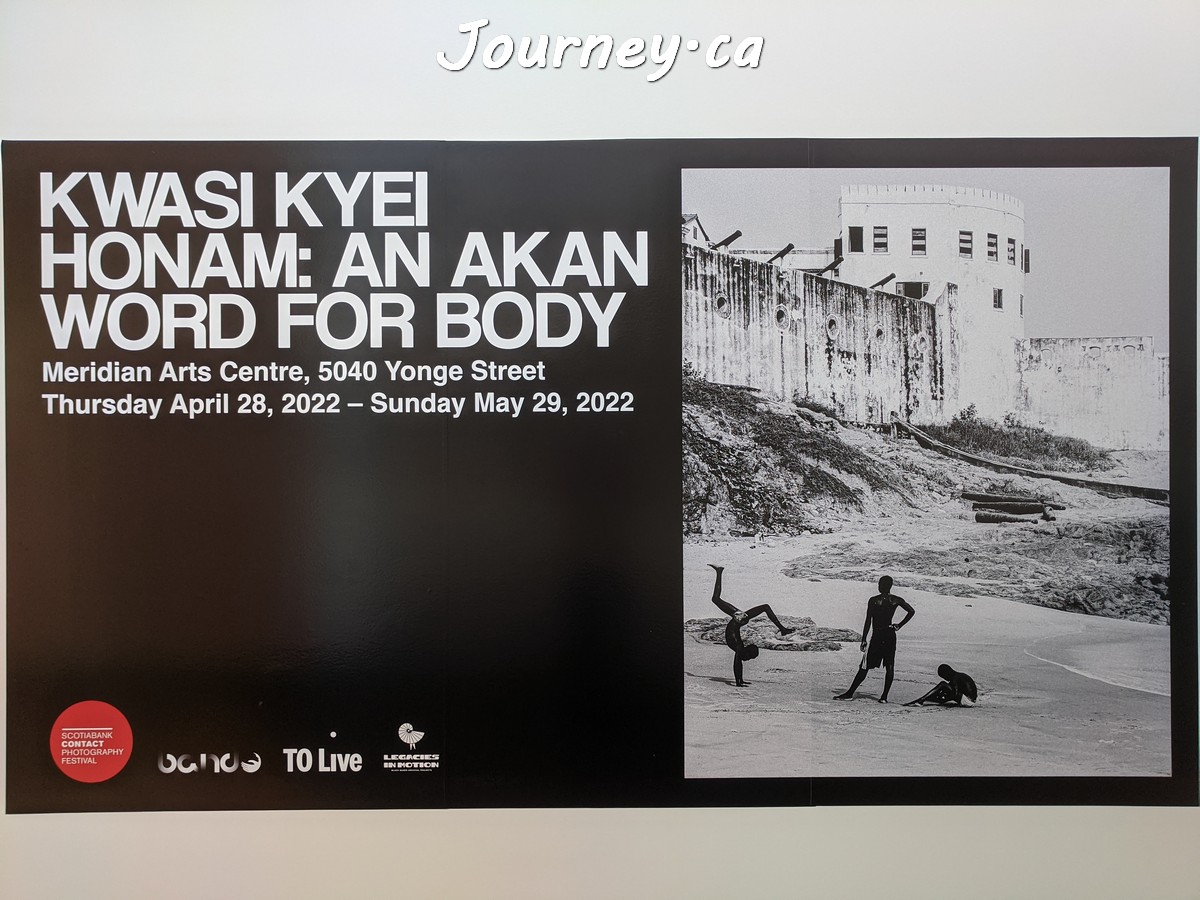 Journey.ca
KWASI KYEI
HONAM: AN AKAN
WORD FOR BODY
Meridian Arts Centre, 5040 Yonge Street
Thursday April 28, 2022 – Sunday May 29, 2022
SCOTIABANK
CONTACT
PHOTOGRAPHY
FESTIVAL
band
TO Live
LEGACIES
IN MOTION